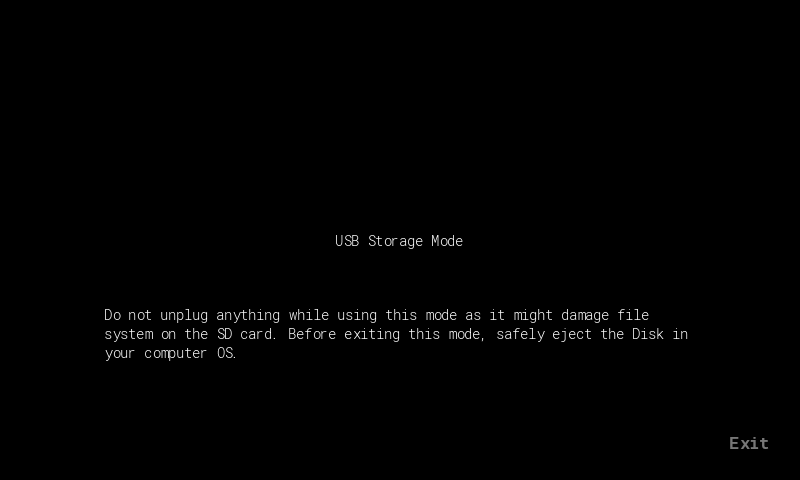 USB Storage Mode
Do not unplug anything while using this mode as it might damage file
system on the SD card. Before exiting this mode, safely eject the Disk in
your computer OS.
Exit